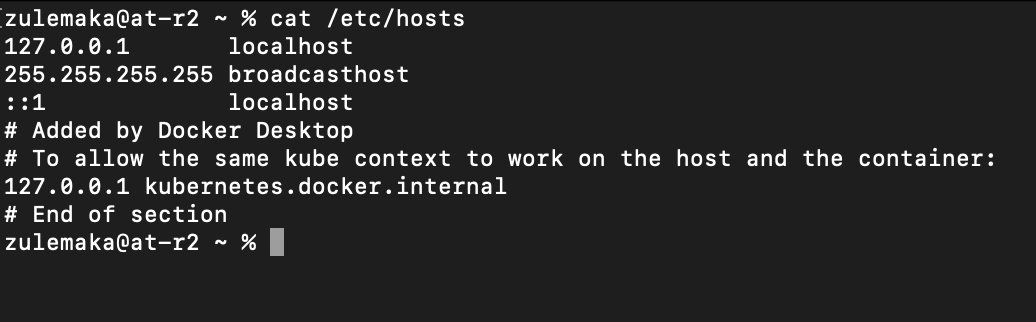 zulemaka@at-r2 ~ % cat /etc/hosts
127.0.0.1       localhost
255.255.255.255 broadcasthost
::1             localhost
# Added by Docker Desktop
# To allow the same kube context to work on the host and the container:
127.0.0.1 kubernetes.docker.internal
# End of section
zulemaka@at-r2 ~ %